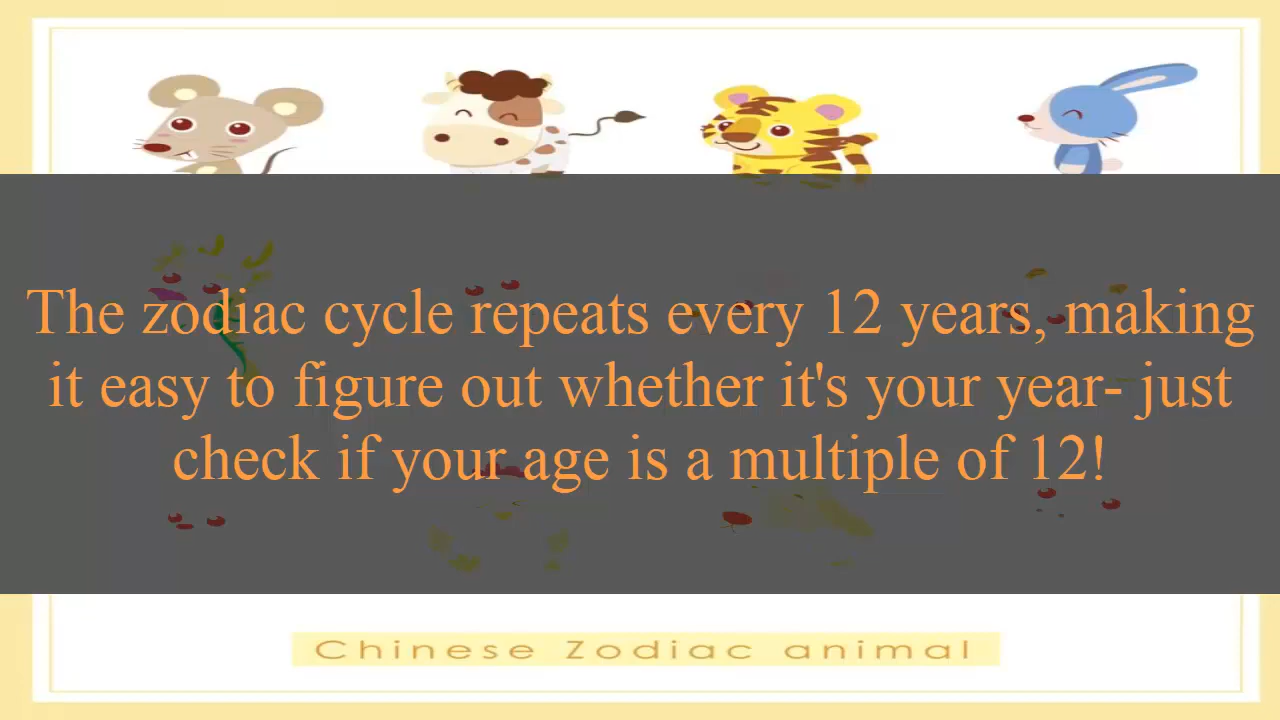 The zodiac cycle repeats every 12 years, making
it easy to figure out whether it's your year- just
check if your age is a multiple of 12!
Chinese Zodiac animal